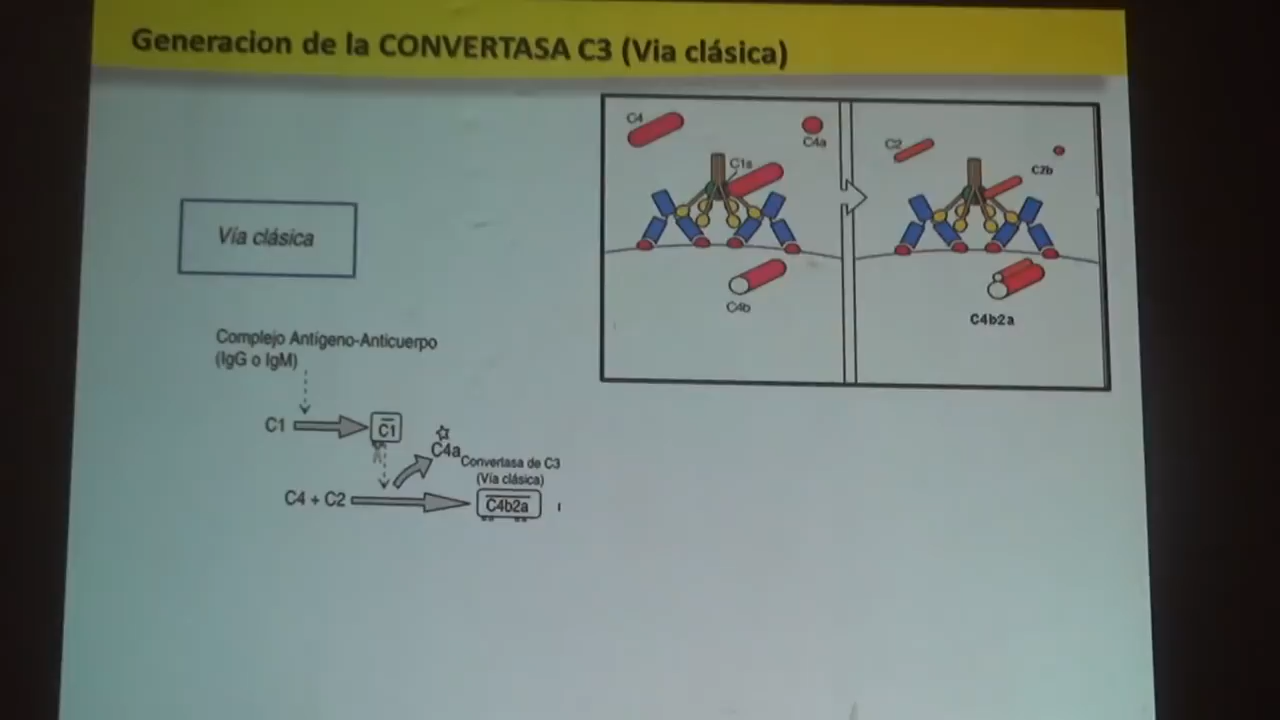 Generacion de la CONVERTASA C3 (Via clásica)
Vía clásica
Complejo Antígeno-Anticuerpo
(IgG o IgM)
C1
C1
C4a
Convertasa de C3
(Vía clásica)
C4 + C2
C4b2a
C4
C4a
C1s
C4b
C2
C2b
C4b2a